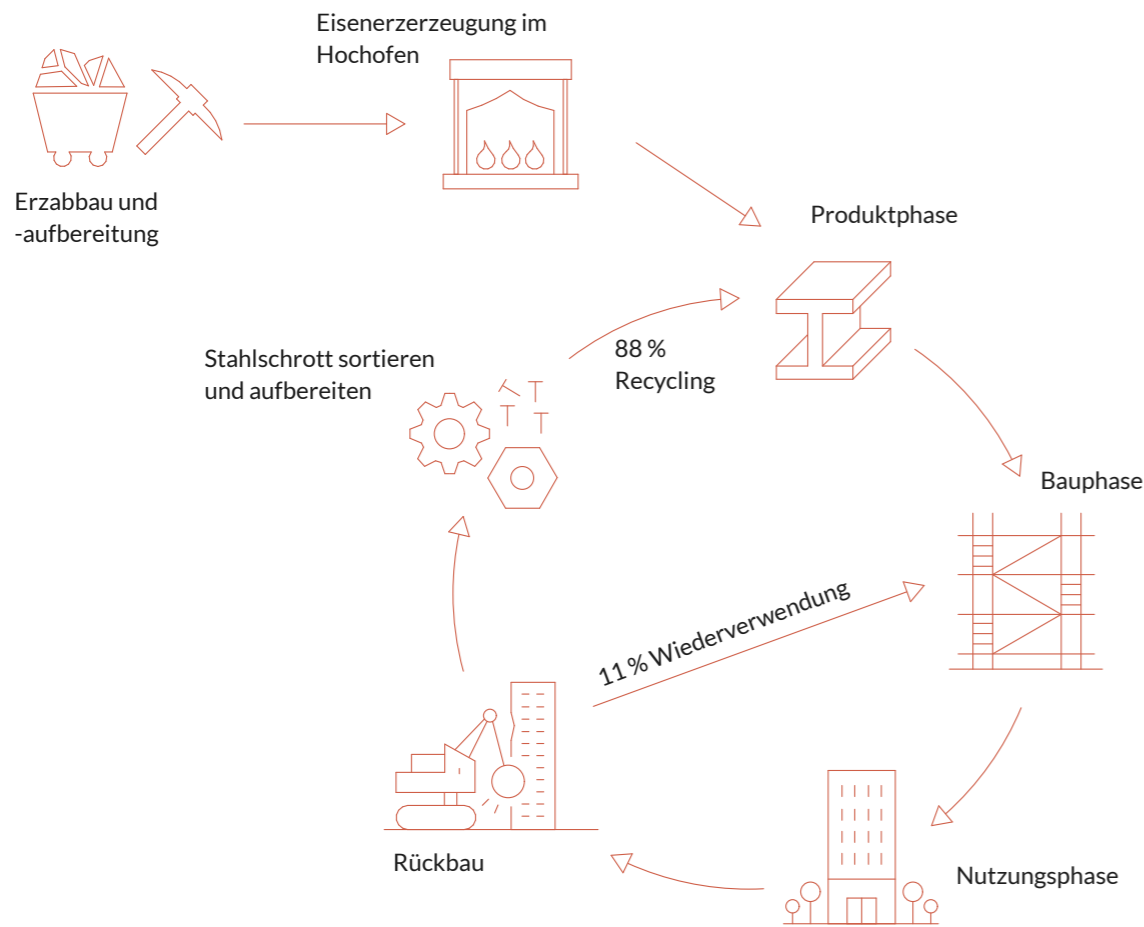 Eisenerzerzeugung im
Hochofen
Erzabbau und
-aufbereitung
Produktphase
Stahlschrott sortieren
und aufbereiten
88 %
Recycling
Bauphase
11 % Wiederverwendung
Rückbau
Nutzungsphase